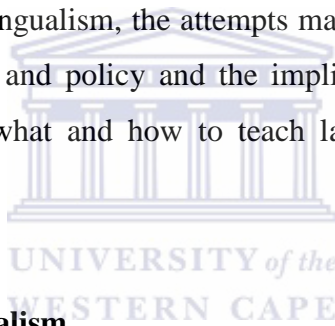 ngualism, the attempts ma
and policy and the impli
what and how to teach la
UNIVERSITY of the
alism
WESTERN CAPE